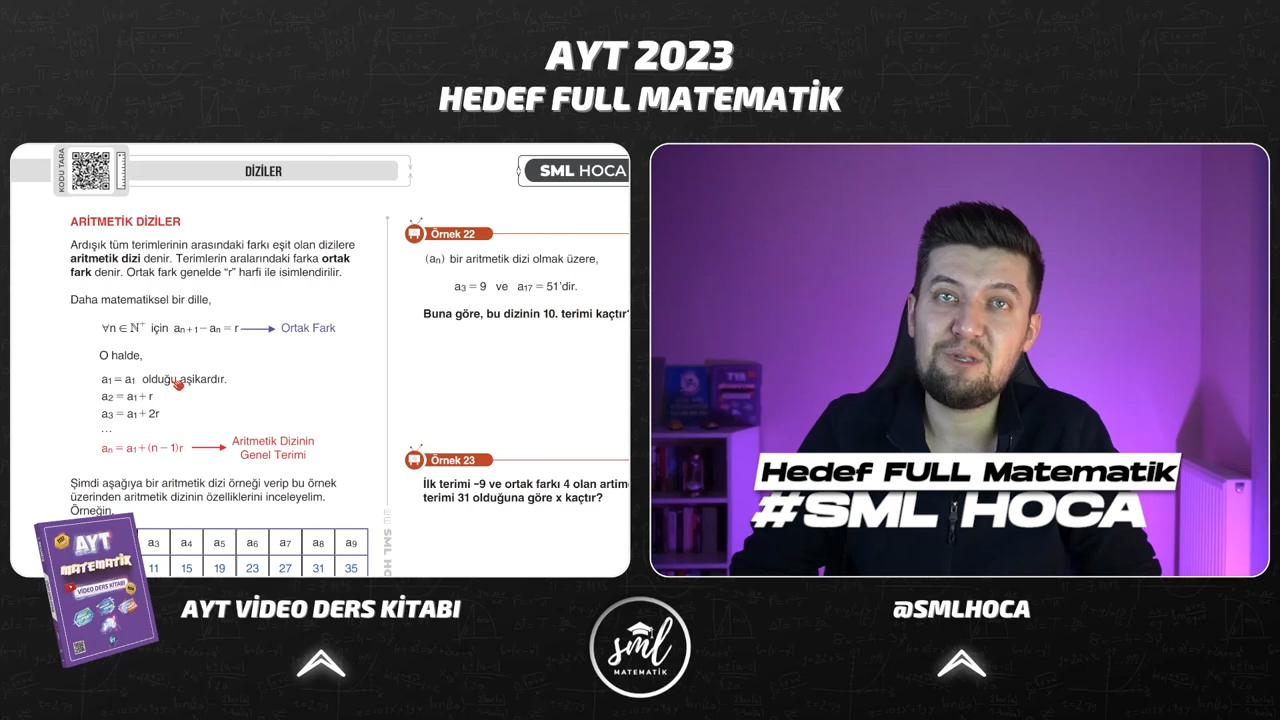 AYT 2023
HEDEF FULL MATEMATİK
KODU TARA
DİZİLER
SML HOCA
ARİTMETİK DİZİLER
Ardışık tüm terimlerinin arasındaki farkı eşit olan dizilere
aritmetik dizi denir. Terimlerin aralarındaki farka ortak
fark denir. Ortak fark genelde “r” harfi ile isimlendirilir.
Daha matematiksel bir dille,
∀n ∈ ℕ⁺ için aₙ₊₁ − aₙ = r → Ortak Fark
O halde,
a₁ = a₁ olduğu aşikardır.
a₂ = a₁ + r
a₃ = a₁ + 2r
...
aₙ = a₁ + (n − 1)r → Aritmetik Dizinin
Genel Terimi
Şimdi aşağıya bir aritmetik dizi örneği verip bu örnek
üzerinden aritmetik dizinin özelliklerini inceleyelim.
Örneğin,
a₃ a₄ a₅ a₆ a₇ a₈ a₉
11 15 19 23 27 31 35
Örnek 22
(aₙ) bir aritmetik dizi olmak üzere,
a₃ = 9 ve a₁₇ = 51’dir.
Buna göre, bu dizinin 10. terimi kaçtır?
Örnek 23
İlk terimi −9 ve ortak farkı 4 olan
terimi 31 olduğuna göre x kaçtır?
SML HO
Hedef FULL Matematik
#SML HOCA
AYT
MATEMATİK
VİDEO DERS KİTABI
AYT VİDEO DERS KİTABI
sml
MATEMATİK
@SMLHOCA